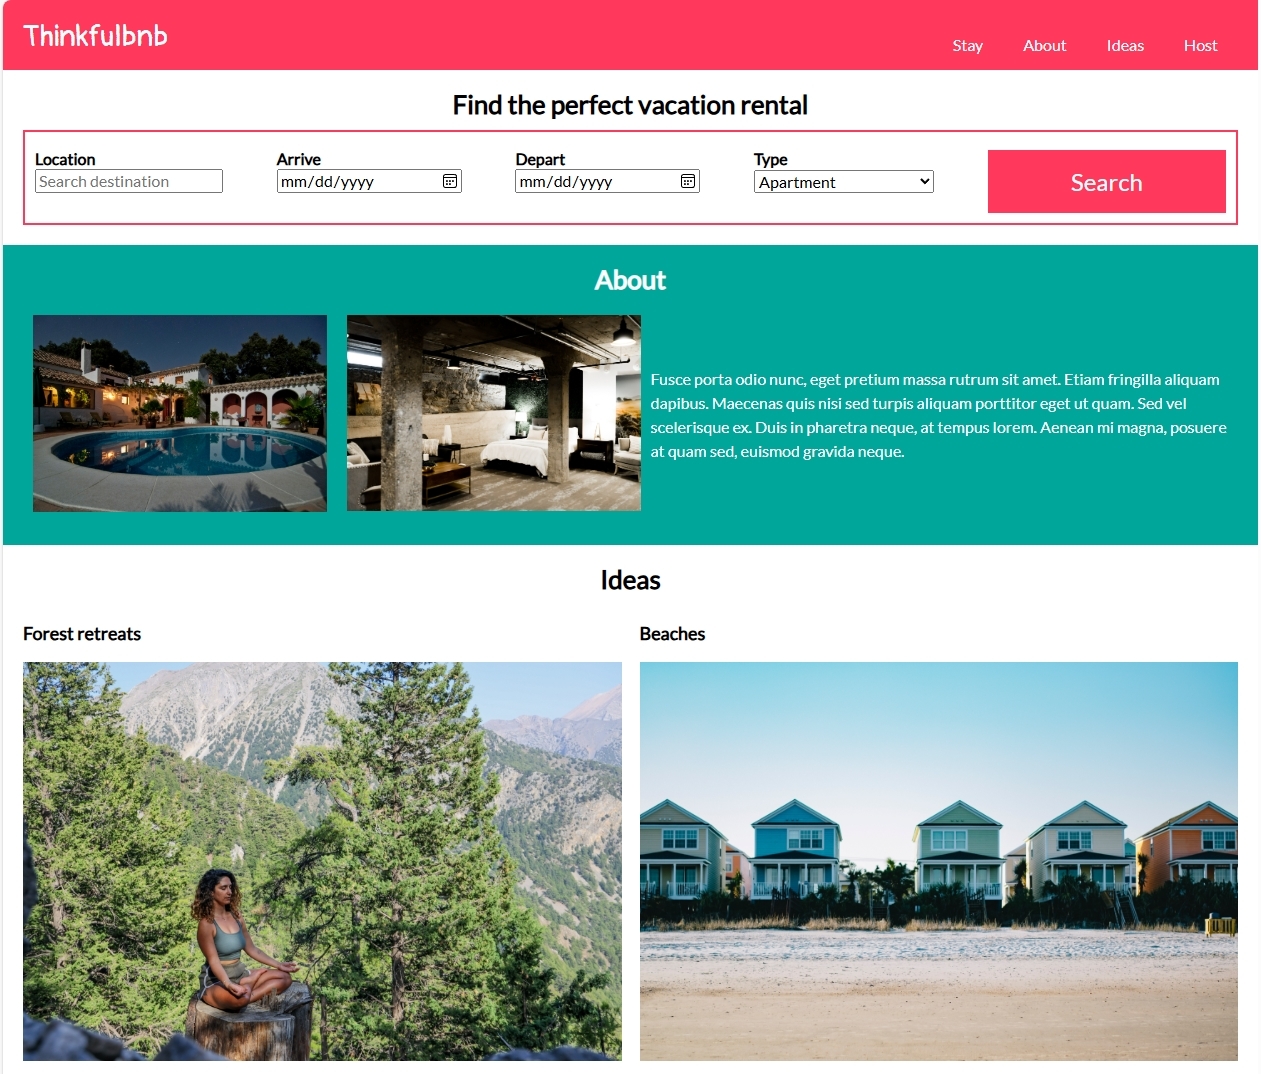 Thinkfulbnb
Stay About Ideas Host
Find the perfect vacation rental
Location Arrive Depart Type
Search destination mm/dd/yyyy mm/dd/yyyy Apartment Search
About
Fusce porta odio nunc, eget pretium massa rutrum sit amet. Etiam fringilla aliquam
dapibus. Maecenas quis nisi sed turpis aliquam porttitor eget ut quam. Sed vel
scelerisque ex. Duis in pharetra neque, at tempus lorem. Aenean mi magna, posuere
at quam sed, euismod gravida neque.
Ideas
Forest retreats Beaches